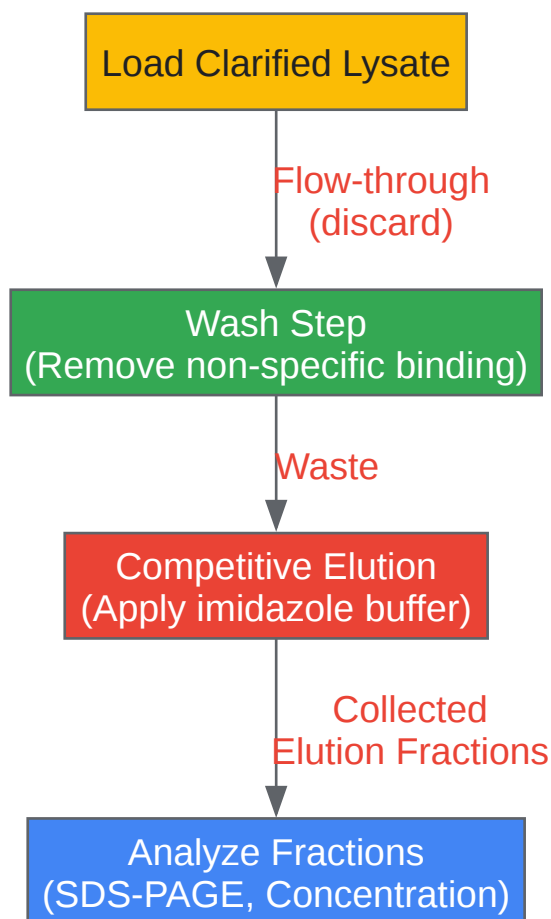 Load Clarified Lysate
Flow-through
(discard)
Wash Step
(Remove non-specific binding)
Waste
Competitive Elution
(Apply imidazole buffer)
Collected
Elution Fractions
Analyze Fractions
(SDS-PAGE, Concentration)